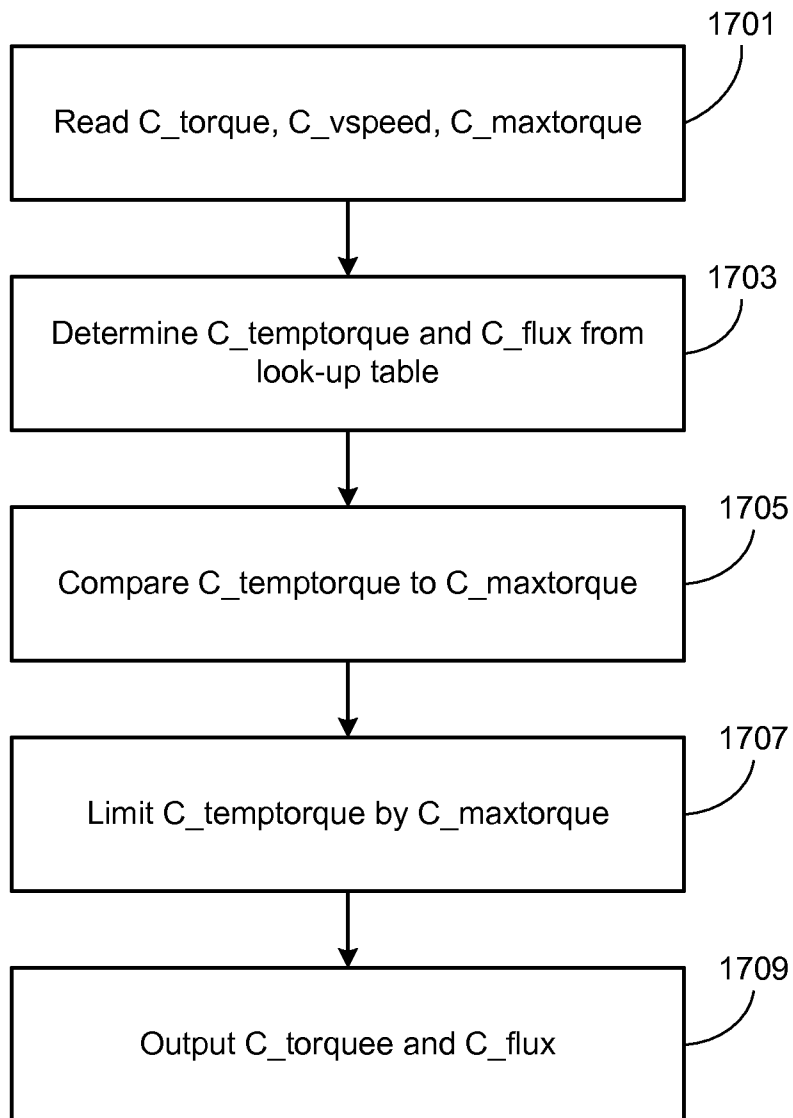 1701
Read C_torque, C_vspeed, C_maxtorque
1703
Determine C_temptorque and C_flux from
look-up table
1705
Compare C_temptorque to C_maxtorque
1707
Limit C_temptorque by C_maxtorque
1709
Output C_torquee and C_flux